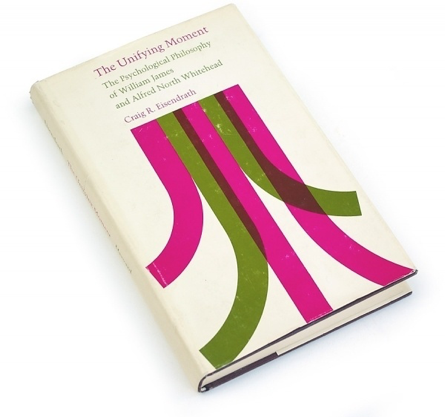 The Unifying Moment
The Psychological Philosophy
of William James
and Alfred North Whitehead
Craig R. Eisendrath